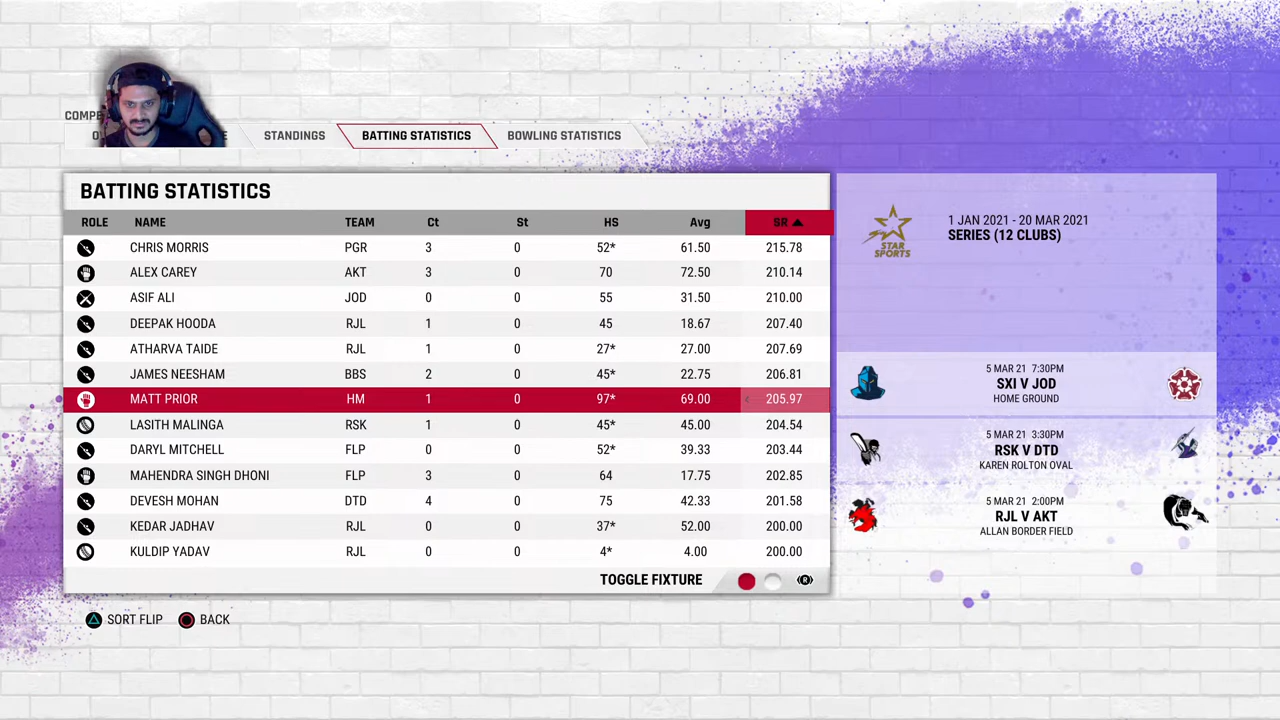 COMPE
STANDINGS BATTING STATISTICS BOWLING STATISTICS
BATTING STATISTICS
ROLE NAME TEAM Ct St HS Avg SR
CHRIS MORRIS PGR 3 0 52* 61.50 215.78
ALEX CAREY AKT 3 0 70 72.50 210.14
ASIF ALI JOD 0 0 55 31.50 210.00
DEEPAK HOODA RJL 1 0 45 18.67 207.40
ATHARVA TAIDE RJL 1 0 27* 27.00 207.69
JAMES NEESHAM BBS 2 0 45* 22.75 206.81
MATT PRIOR HM 1 0 97* 69.00 205.97
LASITH MALINGA RSK 1 0 45* 45.00 204.54
DARYL MITCHELL FLP 0 0 52* 39.33 203.44
MAHENDRA SINGH DHONI FLP 3 0 64 17.75 202.85
DEVESH MOHAN DTD 4 0 75 42.33 201.58
KEDAR JADHAV RJL 0 0 37* 52.00 200.00
KULDIP YADAV RJL 0 0 4* 4.00 200.00
TOGGLE FIXTURE R
SORT FLIP BACK
STAR
SPORTS
1 JAN 2021 - 20 MAR 2021
SERIES (12 CLUBS)
5 MAR 21 7:30PM
SXI V JOD
HOME GROUND
5 MAR 21 3:30PM
RSK V DTD
KAREN ROLTON OVAL
5 MAR 21 2:00PM
RJL V AKT
ALLAN BORDER FIELD